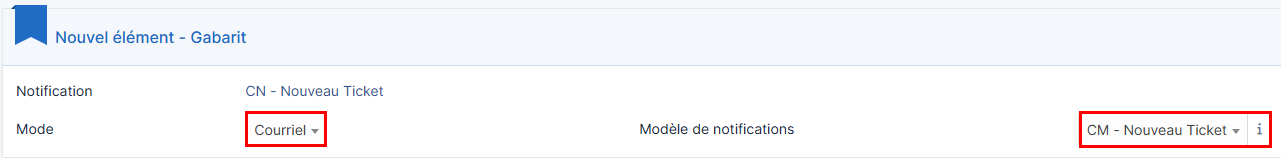 Nouvel élément - Gabarit
Notification CN - Nouveau Ticket
Mode Courriel Modèle de notifications CM - Nouveau Ticket i